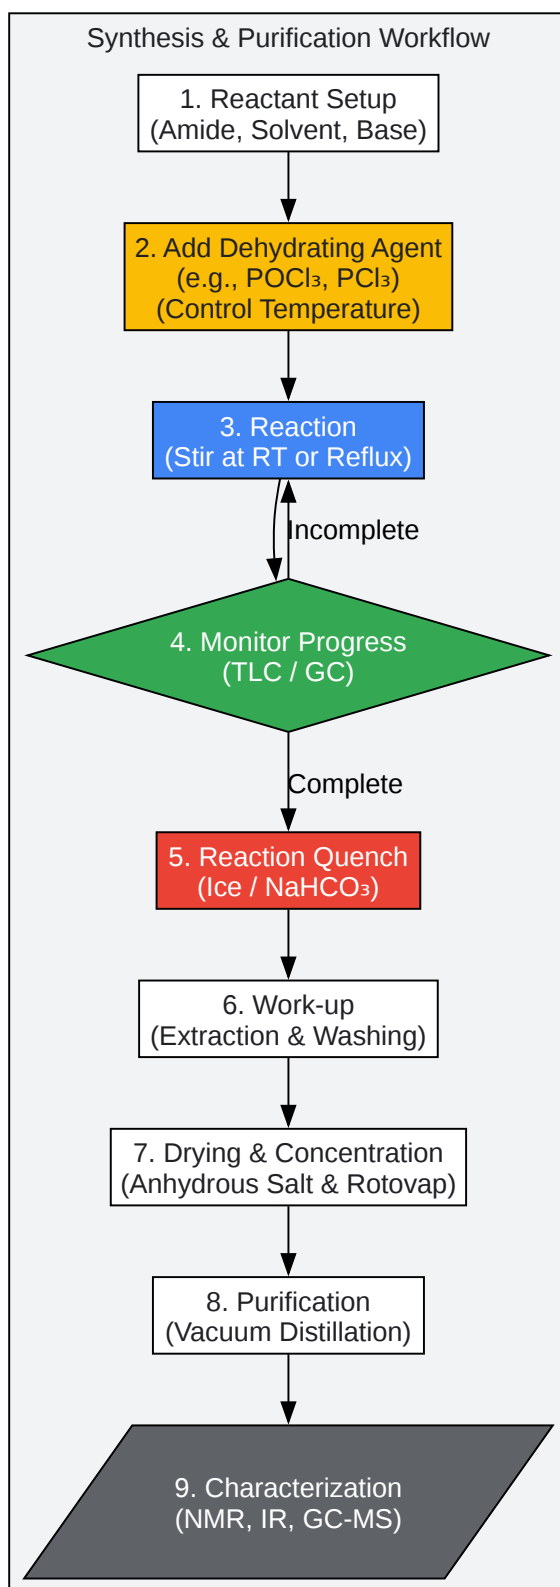 Synthesis & Purification Workflow
1. Reactant Setup
(Amide, Solvent, Base)
2. Add Dehydrating Agent
(e.g., POCl₃, PCl₃)
(Control Temperature)
3. Reaction
(Stir at RT or Reflux)
Incomplete
4. Monitor Progress
(TLC / GC)
Complete
5. Reaction Quench
(Ice / NaHCO₃)
6. Work-up
(Extraction & Washing)
7. Drying & Concentration
(Anhydrous Salt & Rotovap)
8. Purification
(Vacuum Distillation)
9. Characterization
(NMR, IR, GC-MS)